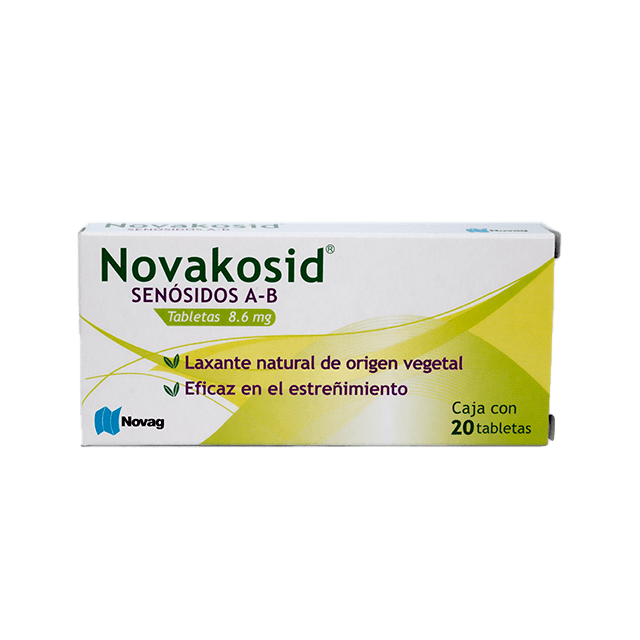 Novakosid
SENÓSIDOS A-B
Novag
Novakosid®
SENÓSIDOS A-B
Tabletas 8.6 mg
Laxante natural de origen vegetal
Eficaz en el estreñimiento
Novag
Caja con
20 tabletas